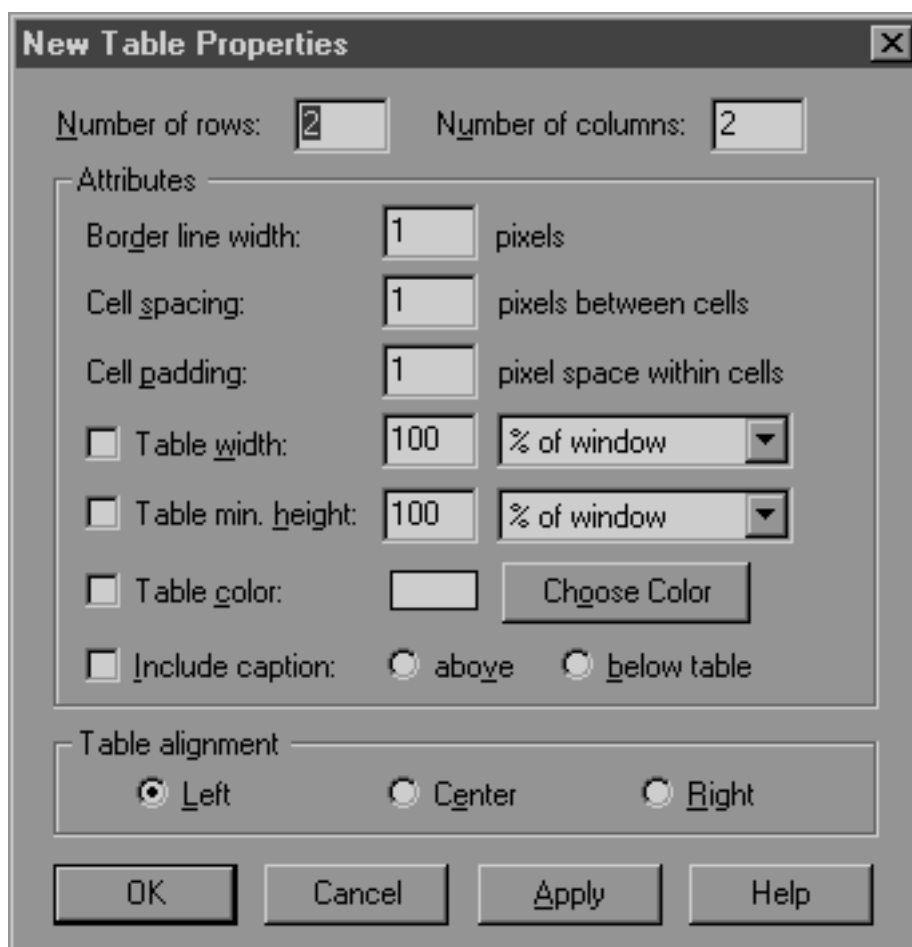 New Table Properties
Number of rows: 2 Number of columns: 2
Attributes
Border line width: 1 pixels
Cell spacing: 1 pixels between cells
Cell padding: 1 pixel space within cells
Table width: 100 % of window
Table min. height: 100 % of window
Table color: Choose Color
Include caption: above below table
Table alignment
Left Center Right
OK Cancel Apply Help